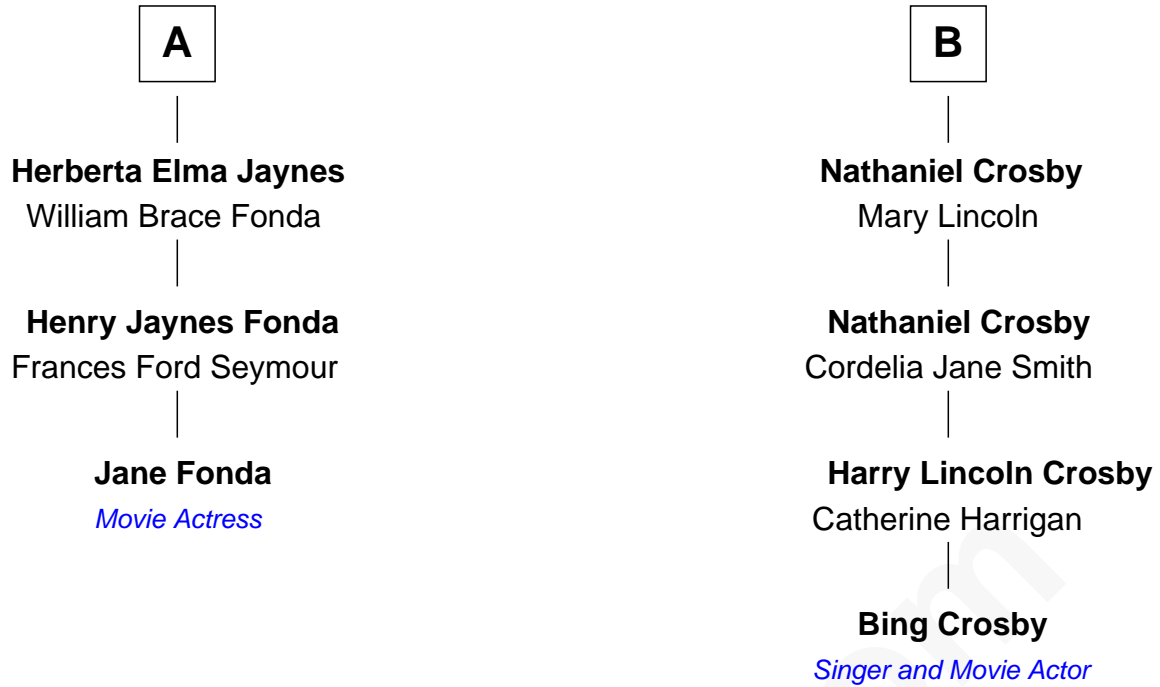 A
Herberta Elma Jaynes
William Brace Fonda
Henry Jaynes Fonda
Frances Ford Seymour
Jane Fonda
Movie Actress
B
Nathaniel Crosby
Mary Lincoln
Nathaniel Crosby
Cordelia Jane Smith
Harry Lincoln Crosby
Catherine Harrigan
Bing Crosby
Singer and Movie Actor